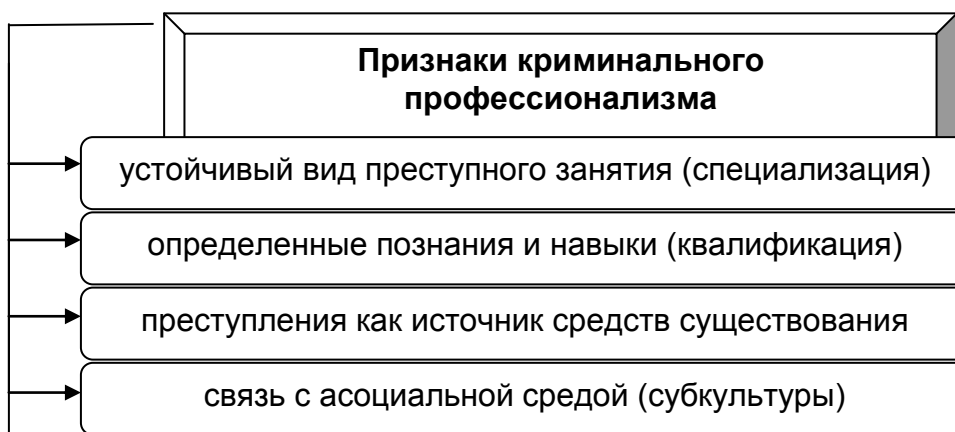 Признаки криминального
профессионализма
устойчивый вид преступного занятия (специализация)
определенные познания и навыки (квалификация)
преступления как источник средств существования
связь с асоциальной средой (субкультуры)